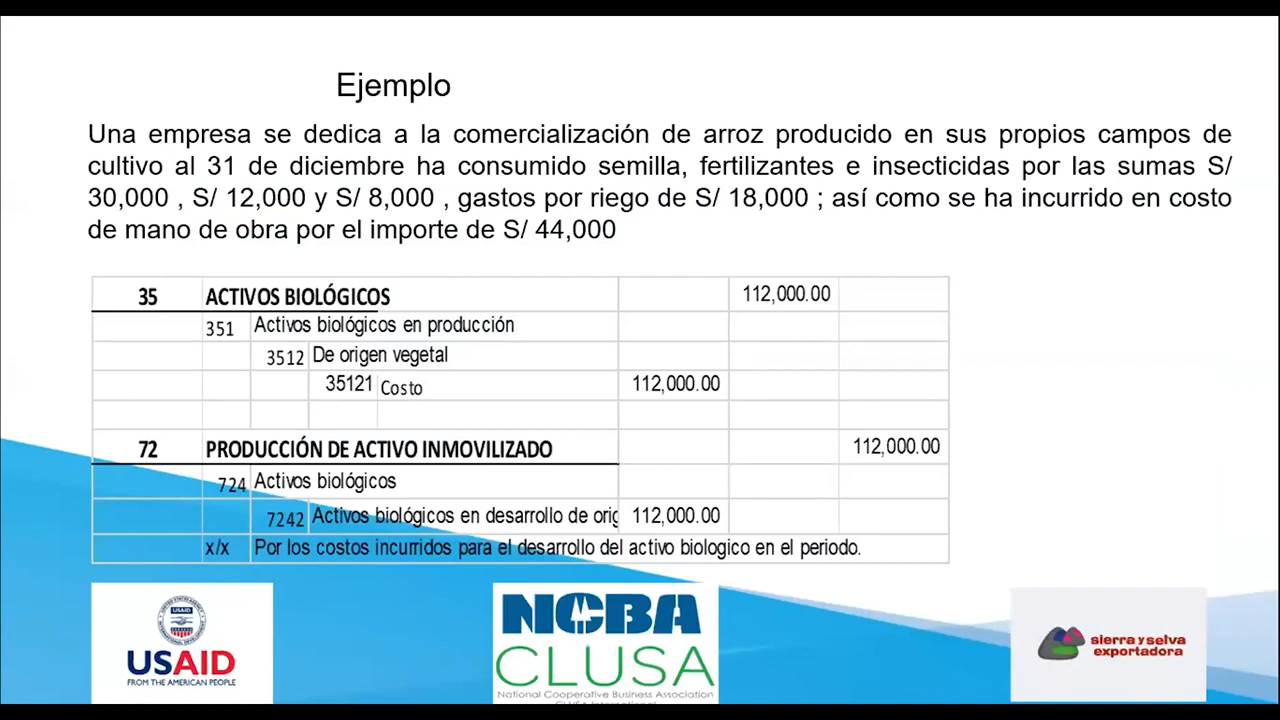 Ejemplo
Una empresa se dedica a la comercialización de arroz producido en sus propios campos de
cultivo al 31 de diciembre ha consumido semilla, fertilizantes e insecticidas por las sumas S/
30,000 , S/ 12,000 y S/ 8,000 , gastos por riego de S/ 18,000 ; así como se ha incurrido en costo
de mano de obra por el importe de S/ 44,000
35 ACTIVOS BIOLÓGICOS 112,000.00
351 Activos biológicos en producción
3512 De origen vegetal
35121 Costo 112,000.00
72 PRODUCCIÓN DE ACTIVO INMOVILIZADO 112,000.00
724 Activos biológicos
7242 Activos biológicos en desarrollo de orig 112,000.00
x/x Por los costos incurridos para el desarrollo del activo biologico en el periodo.
USAID
USAID
FROM THE AMERICAN PEOPLE
NCBA
CLUSA
National Cooperative Business Association
CLUSA International
sierra y selva
exportadora